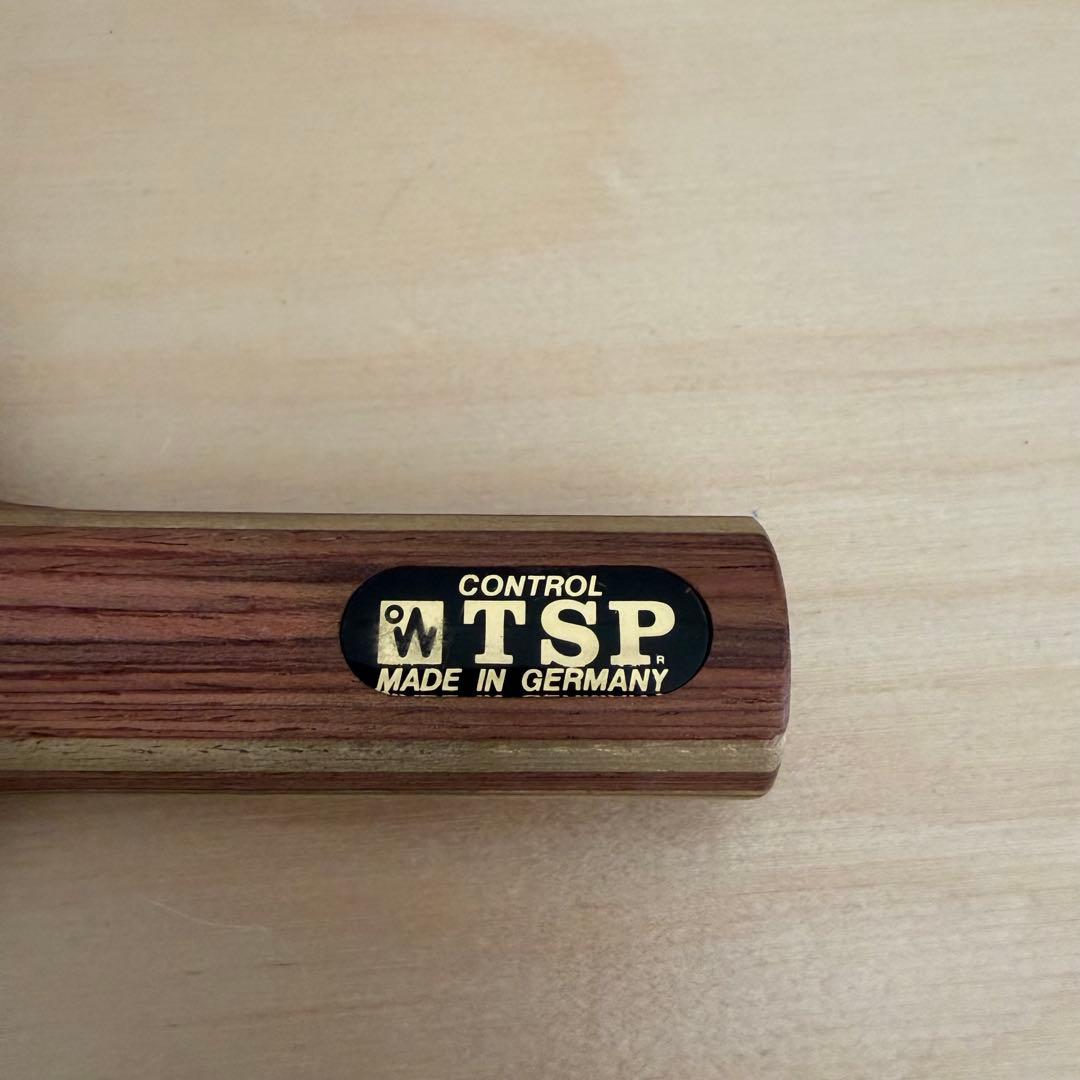 CONTROL
TSP R
MADE IN GERMANY